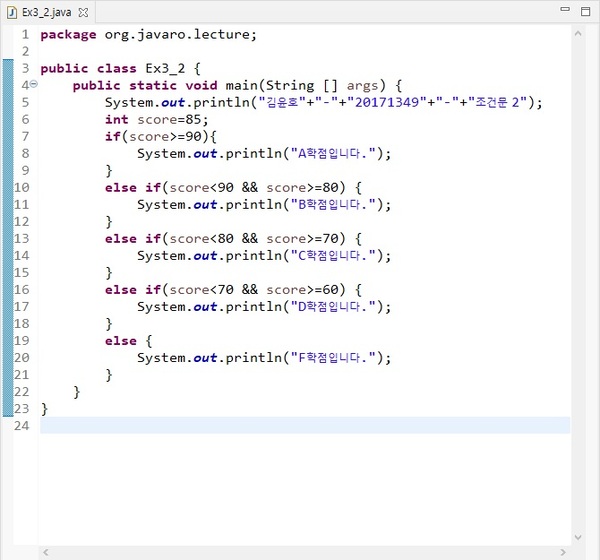 Ex3_2.java
1 package org.javaro.lecture;
2
3 public class Ex3_2 {
4 public static void main(String [] args) {
5 System.out.println("김윤호"+"-"+"20171349"+"-"+"조건문 2");
6 int score=85;
7 if(score>=90){
8 System.out.println("A학점입니다.");
9 }
10 else if(score<90 && score>=80) {
11 System.out.println("B학점입니다.");
12 }
13 else if(score<80 && score>=70) {
14 System.out.println("C학점입니다.");
15 }
16 else if(score<70 && score>=60) {
17 System.out.println("D학점입니다.");
18 }
19 else {
20 System.out.println("F학점입니다.");
21 }
22 }
23 }
24